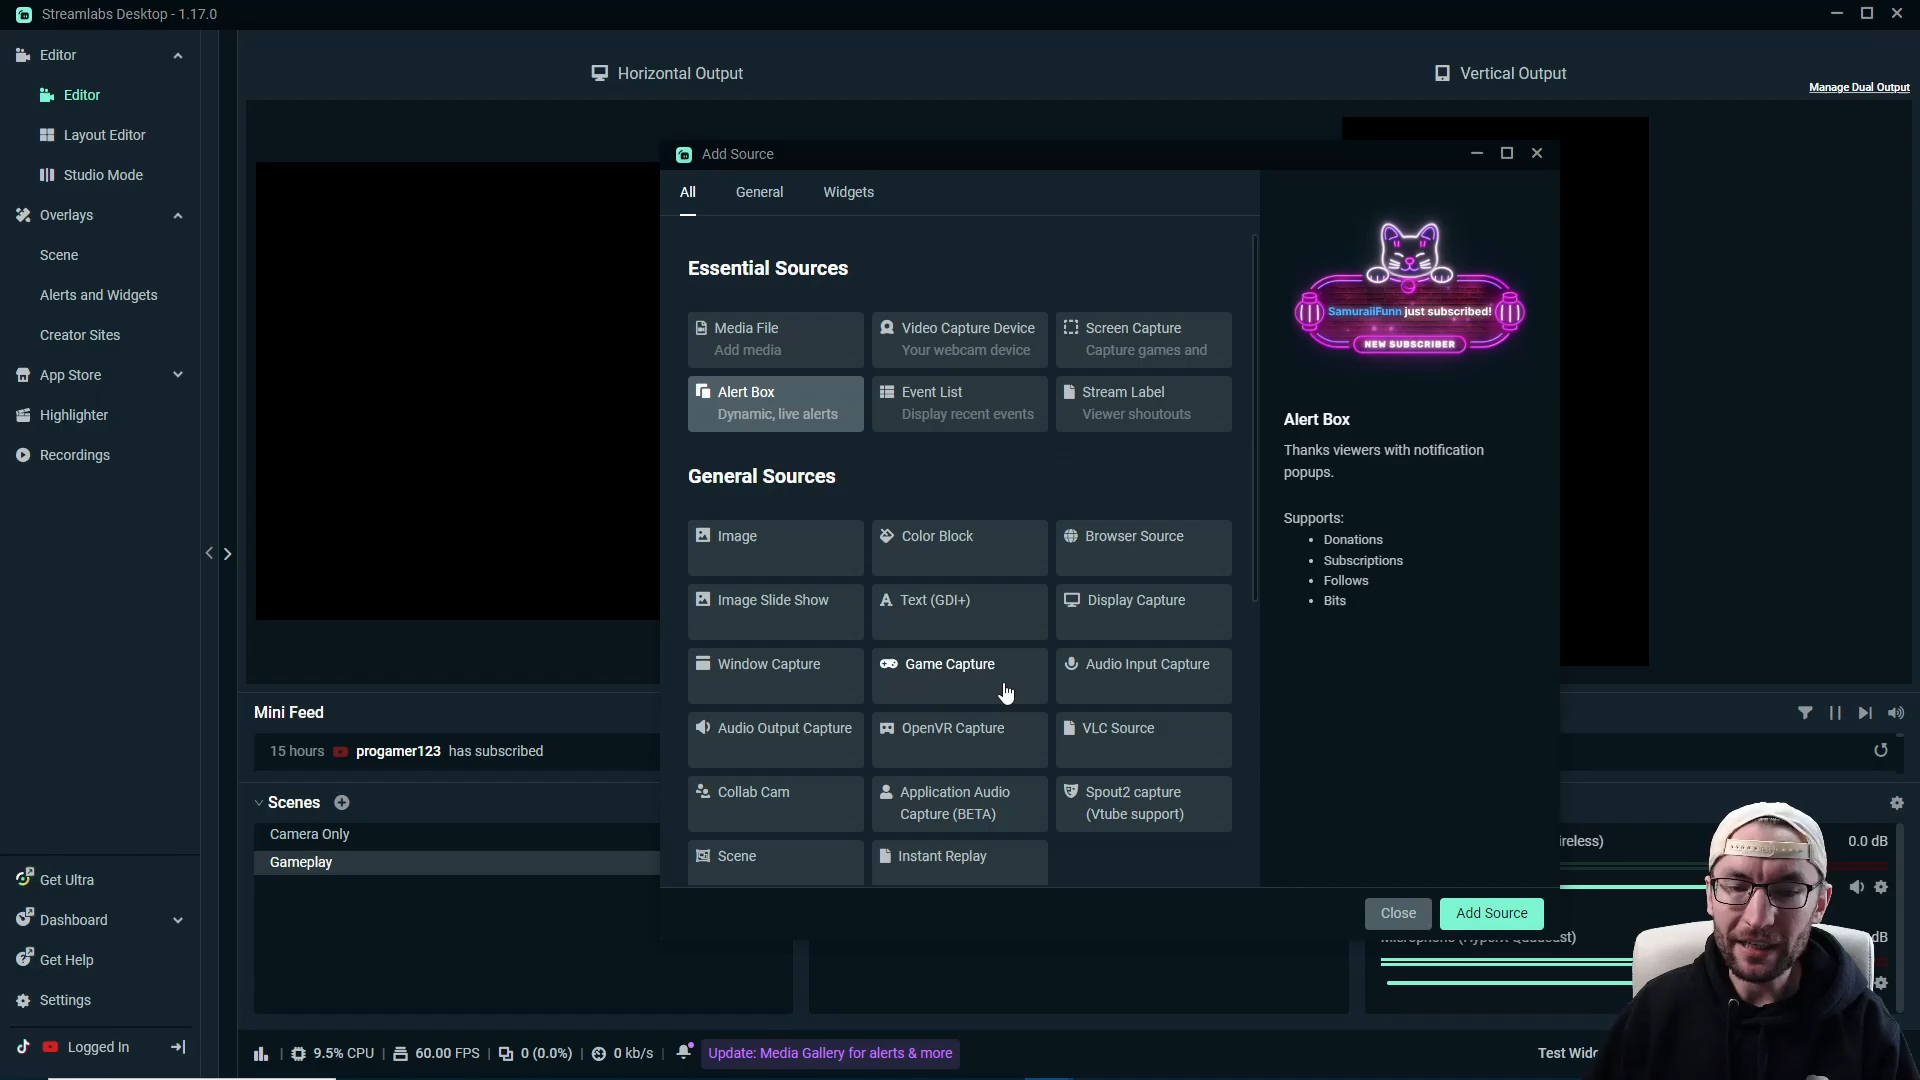 Streamlabs Desktop - 1.17.0
Editor
Editor
Layout Editor
Studio Mode
Overlays
Scene
Alerts and Widgets
Creator Sites
App Store
Highlighter
Recordings
Get Ultra
Dashboard
Get Help
Settings
Logged In
Horizontal Output
Vertical Output
Manage Dual Output
Add Source
All General Widgets
Essential Sources
Media File
Add media
Video Capture Device
Your webcam device
Screen Capture
Capture games and
Alert Box
Dynamic, live alerts
Event List
Display recent events
Stream Label
Viewer shoutouts
General Sources
Image
Color Block
Browser Source
Image Slide Show
Text (GDI+)
Display Capture
Window Capture
Game Capture
Audio Input Capture
Audio Output Capture
OpenVR Capture
VLC Source
Collab Cam
Application Audio
Capture (BETA)
Spout2 capture
(Vtube support)
Scene
Instant Replay
SamuraiiFunn just subscribed!
NEW SUBSCRIBER
Alert Box
Thanks viewers with notification
popups.
Supports:
• Donations
• Subscriptions
• Follows
• Bits
Close
Add Source
Mini Feed
15 hours progamer123 has subscribed
Scenes
Camera Only
Gameplay
ireless) 0.0 dB
Microphone (HyperX Quadcast) dB
9.5% CPU 60.00 FPS 0 (0.0%) 0 kb/s Update: Media Gallery for alerts & more
Test Widg